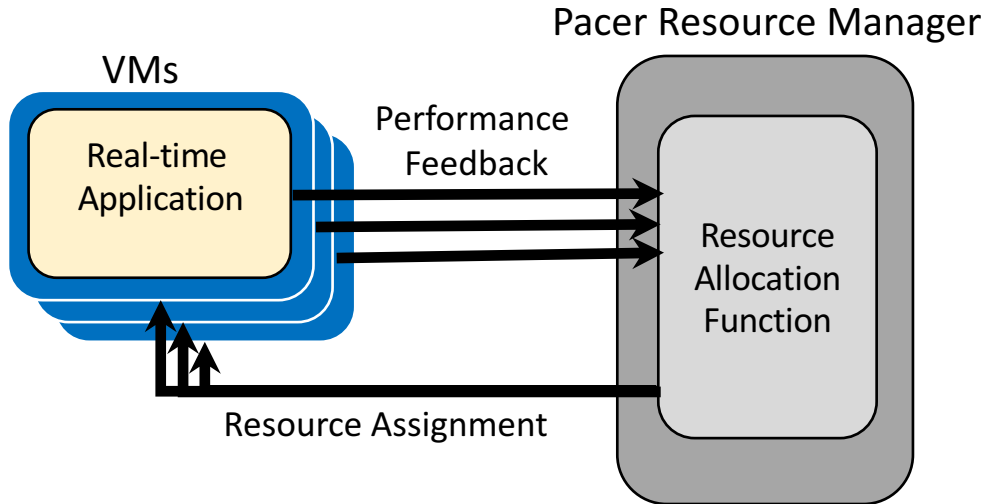 Pacer Resource Manager
VMs
Real-time
Application
Performance
Feedback
Resource
Allocation
Function
Resource Assignment